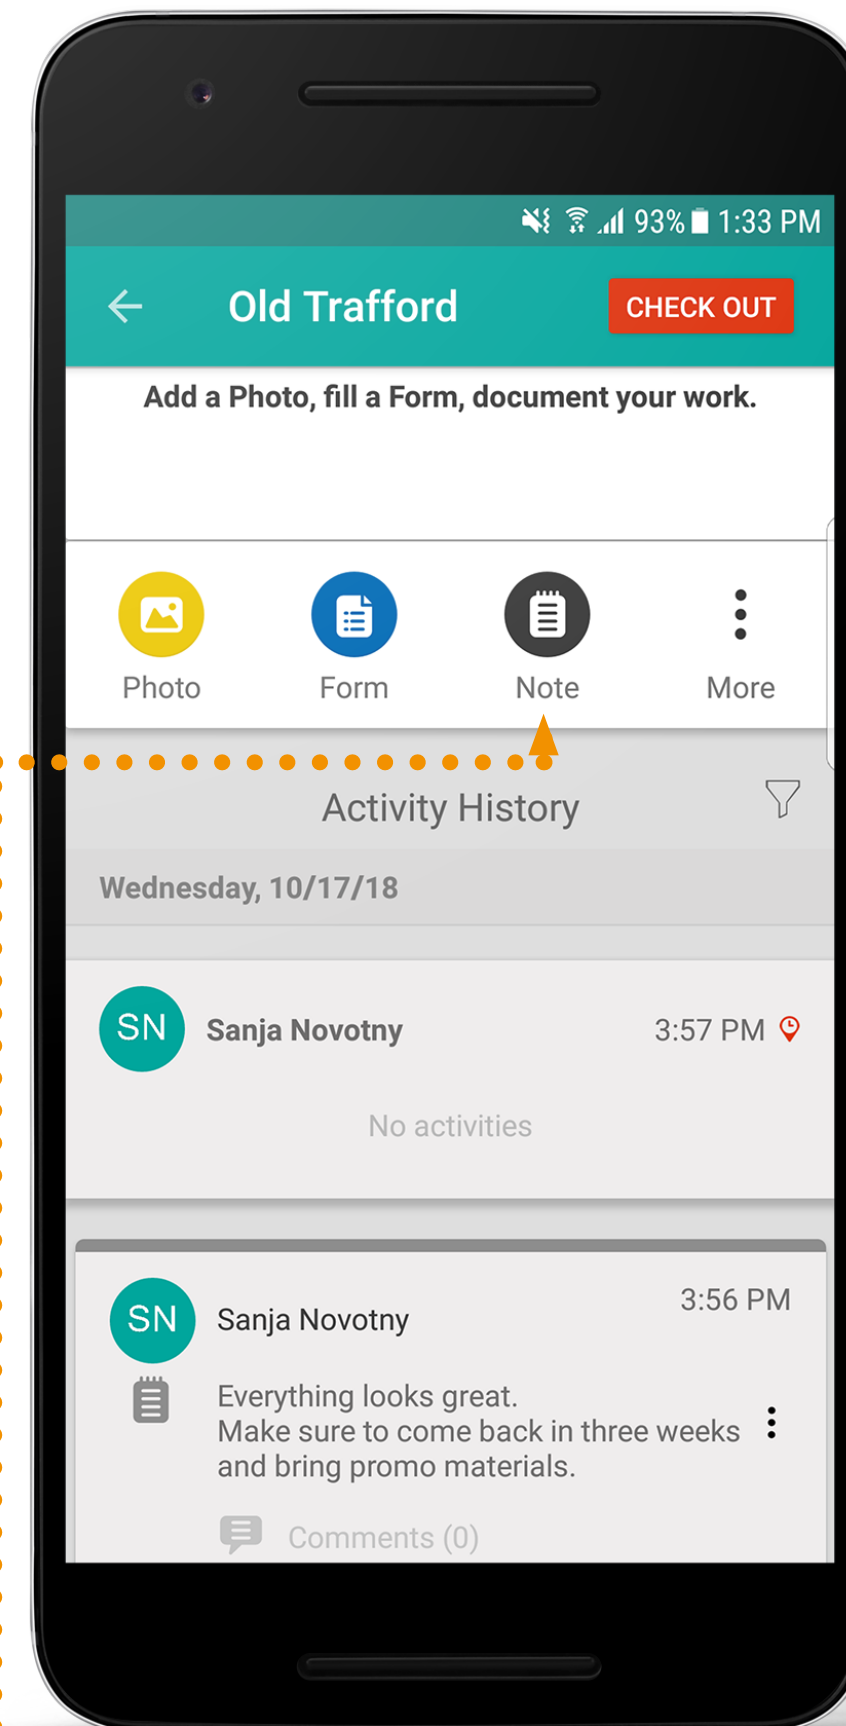 93% 1:33 PM
Old Trafford
CHECK OUT
Add a Photo, fill a Form, document your work.
Photo
Form
Note
More
Activity History
Wednesday, 10/17/18
SN
Sanja Novotny
3:57 PM
No activities
SN
Sanja Novotny
3:56 PM
Everything looks great.
Make sure to come back in three weeks
and bring promo materials.
Comments (0)